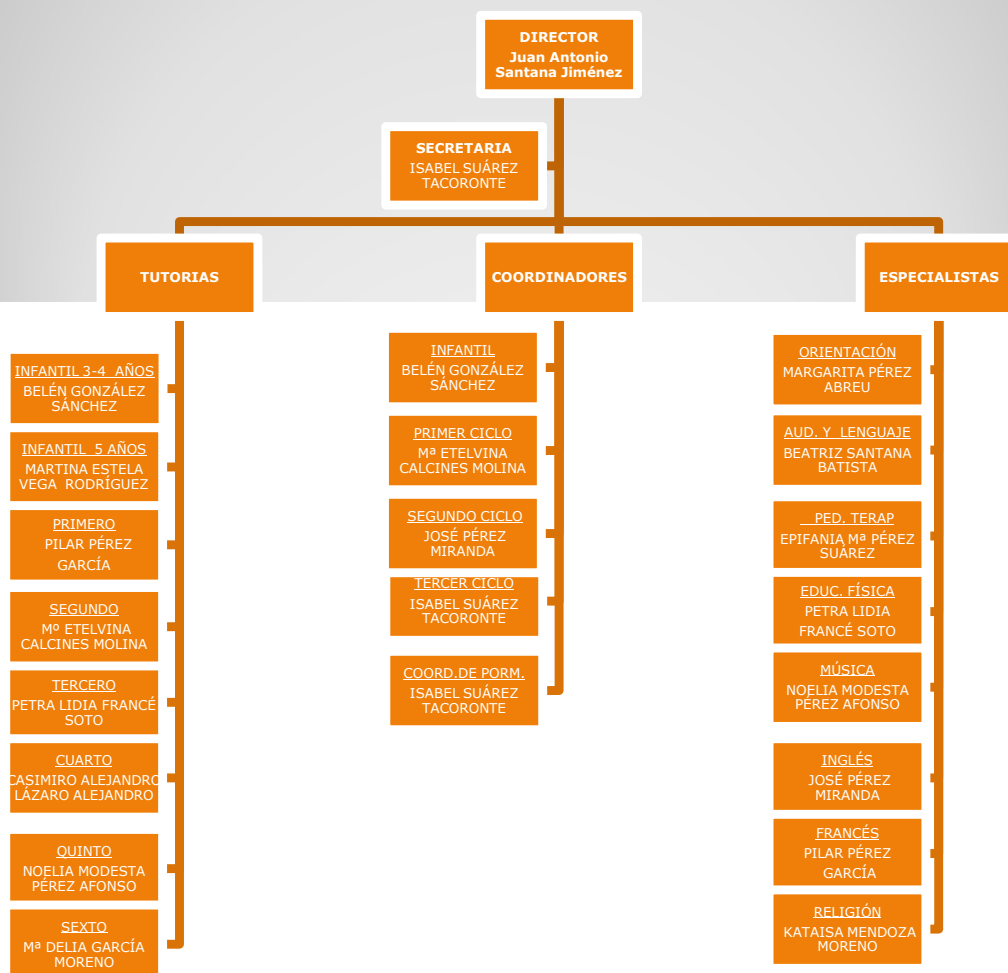 DIRECTOR
Juan Antonio
Santana Jiménez
SECRETARIA
ISABEL SUÁREZ
TACORONTE
TUTORIAS
COORDINADORES
ESPECIALISTAS
INFANTIL 3-4 AÑOS
BELÉN GONZÁLEZ
SÁNCHEZ
INFANTIL 5 AÑOS
MARTINA ESTELA
VEGA RODRÍGUEZ
PRIMERO
PILAR PÉREZ
GARCÍA
SEGUNDO
Mº ETELVINA
CALCINES MOLINA
TERCERO
PETRA LIDIA FRANCÉ
SOTO
CUARTO
CASIMIRO ALEJANDRO
LÁZARO ALEJANDRO
QUINTO
NOELIA MODESTA
PÉREZ AFONSO
SEXTO
Mª DELIA GARCÍA
MORENO
INFANTIL
BELÉN GONZÁLEZ
SÁNCHEZ
PRIMER CICLO
Mª ETELVINA
CALCINES MOLINA
SEGUNDO CICLO
JOSÉ PÉREZ
MIRANDA
TERCER CICLO
ISABEL SUÁREZ
TACORONTE
COORD.DE PORM.
ISABEL SUÁREZ
TACORONTE
ORIENTACIÓN
MARGARITA PÉREZ
ABREU
AUD. Y LENGUAJE
BEATRIZ SANTANA
BATISTA
PED. TERAP
EPIFANIA Mª PÉREZ
SUÁREZ
EDUC. FÍSICA
PETRA LIDIA
FRANCÉ SOTO
MÚSICA
NOELIA MODESTA
PÉREZ AFONSO
INGLÉS
JOSÉ PÉREZ
MIRANDA
FRANCÉS
PILAR PÉREZ
GARCÍA
RELIGIÓN
KATAISA MENDOZA
MORENO